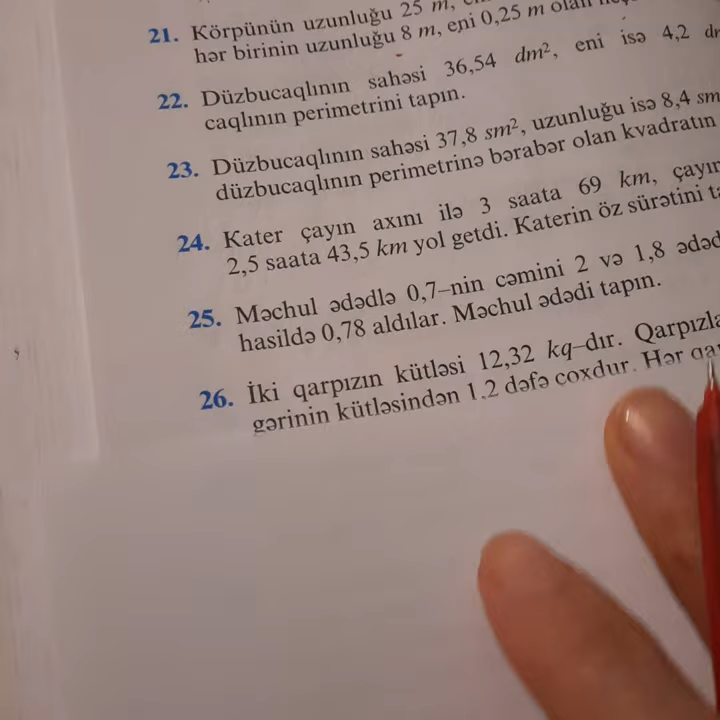 21. Körpünün uzunluğu 25 m,
hər birinin uzunluğu 8 m, eni 0,25 m olan
22. Düzbucaqlının sahəsi 36,54 dm², eni isə 4,2
caqlının perimetrini tapın.
23. Düzbucaqlının sahəsi 37,8 sm², uzunluğu isə 8,4 sm
düzbucaqlının perimetrinə bərabər olan kvadratın
24. Kater çayın axını ilə 3 saata 69 km,
2,5 saata 43,5 km yol getdi. Katerin öz sürətini
25. Məchul ədədlə 0,7–nin cəmini 2 və 1,8
hasildə 0,78 aldılar. Məchul ədədi tapın.
26. İki qarpızın kütləsi 12,32 kq–dır.
gərinin kütləsindən 1,2 dəfə çoxdur. Hər